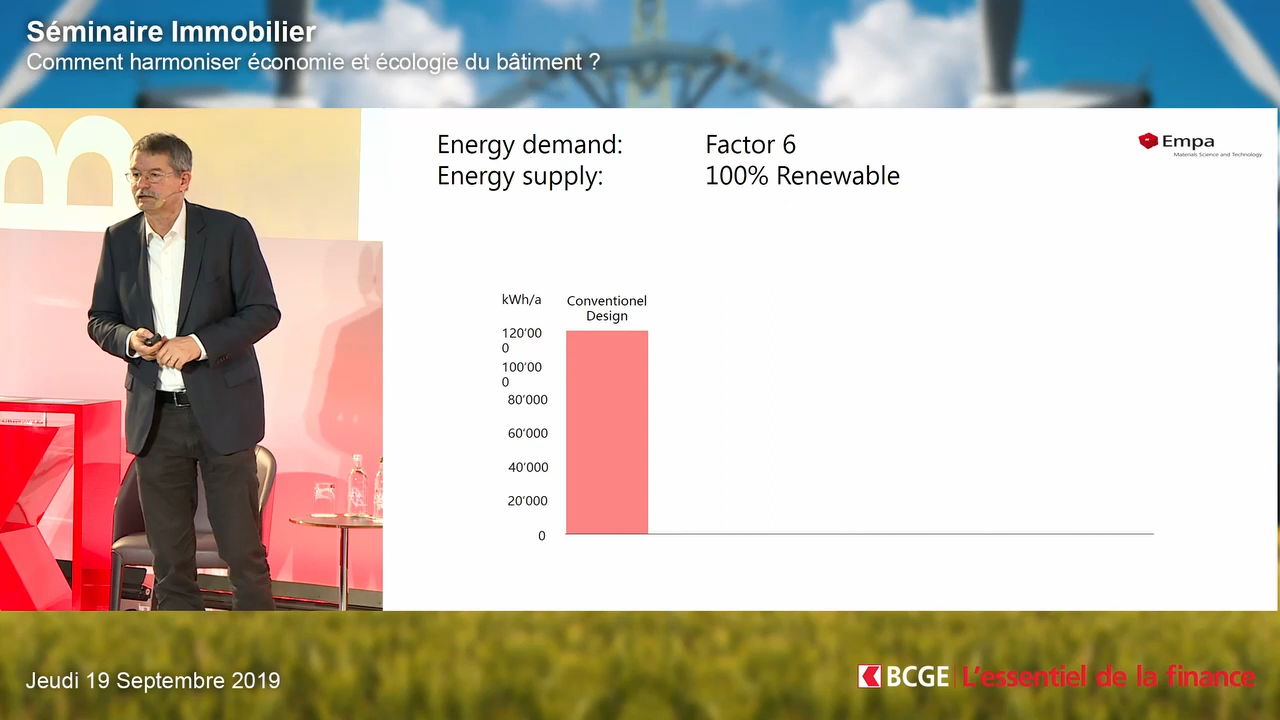 Séminaire Immobilier
Comment harmoniser économie et écologie du bâtiment ?
B
Energy demand: Factor 6
Energy supply: 100% Renewable
Empa
Materials Science and Technology
kWh/a
Conventionel
Design
120’00
0
100’00
0
80’000
60’000
40’000
20’000
0
Jeudi 19 Septembre 2019
BCGE L'essentiel de la finance